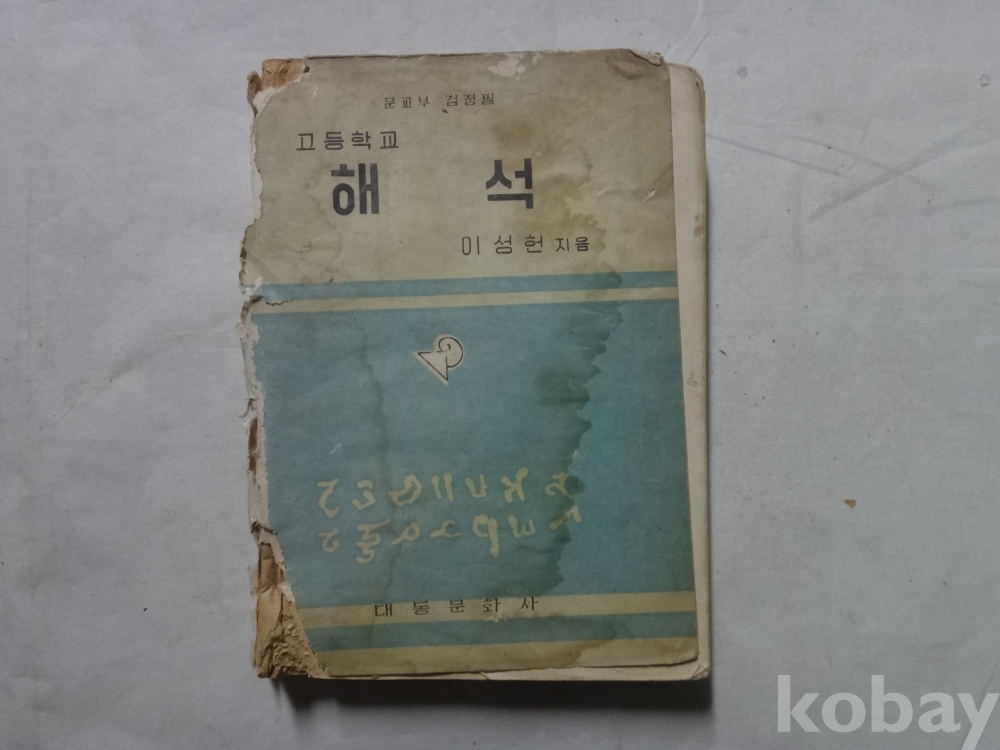 문교부 검정필
고등학교
해 석
이성헌 지음
대동문화사
kobay